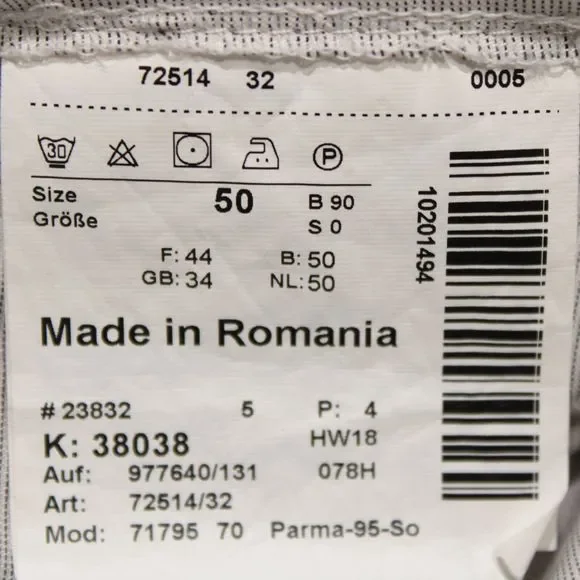 72514 32 0005
30 P
Size 50 B 90
Größe S 0
F: 44 B: 50
GB: 34 NL: 50
10201494
Made in Romania
# 23832 5 P: 4
K: 38038 HW18
Auf: 977640/131 078H
Art: 72514/32
Mod: 71795 70 Parma-95-So